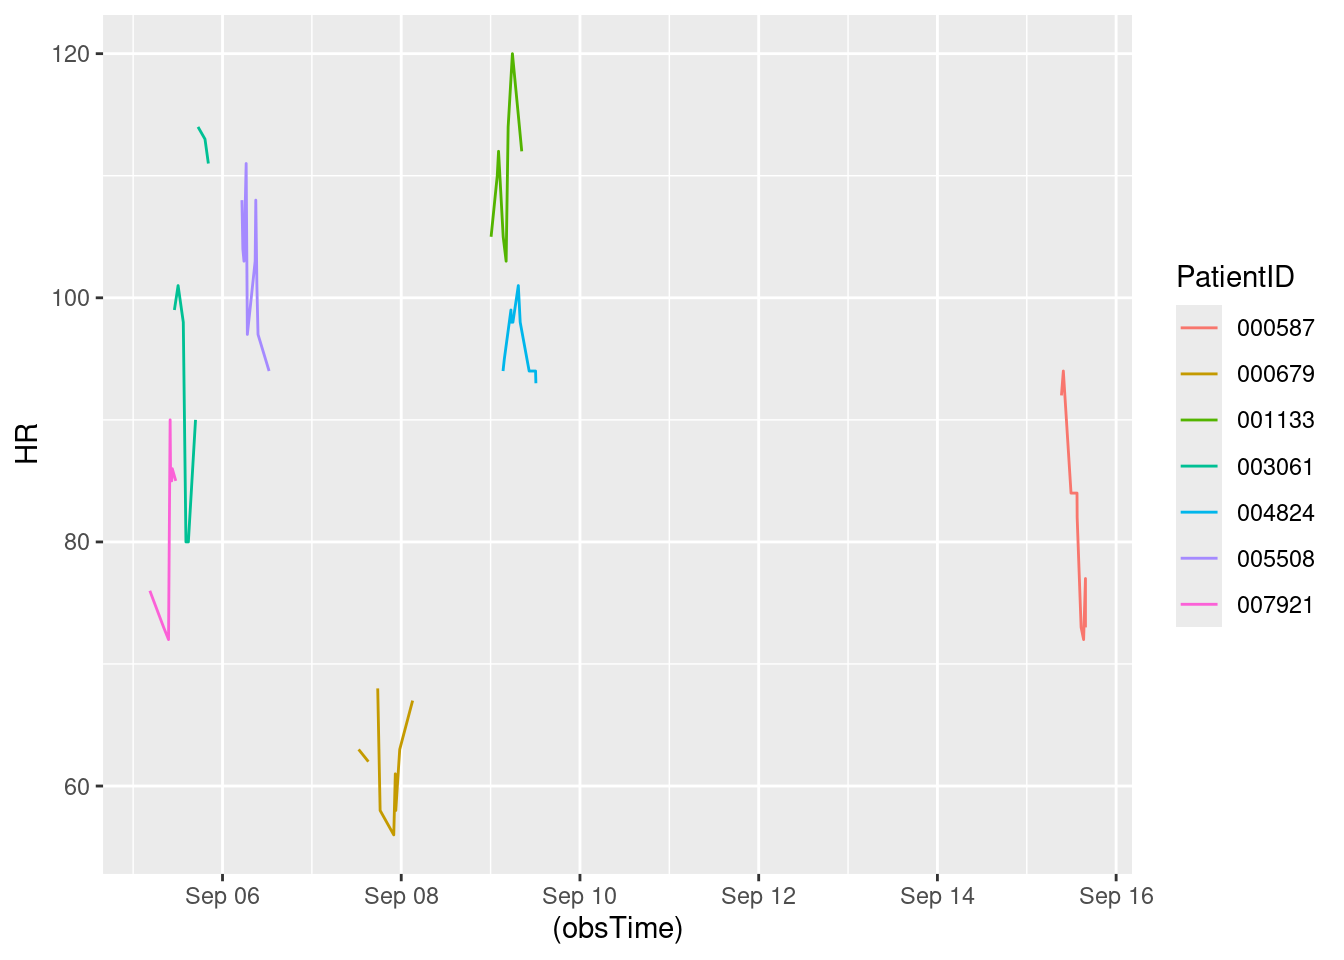 120
100
80
60
HR
Sep 06
Sep 08
Sep 10
Sep 12
Sep 14
Sep 16
(obsTime)
PatientID
000587
000679
001133
003061
004824
005508
007921